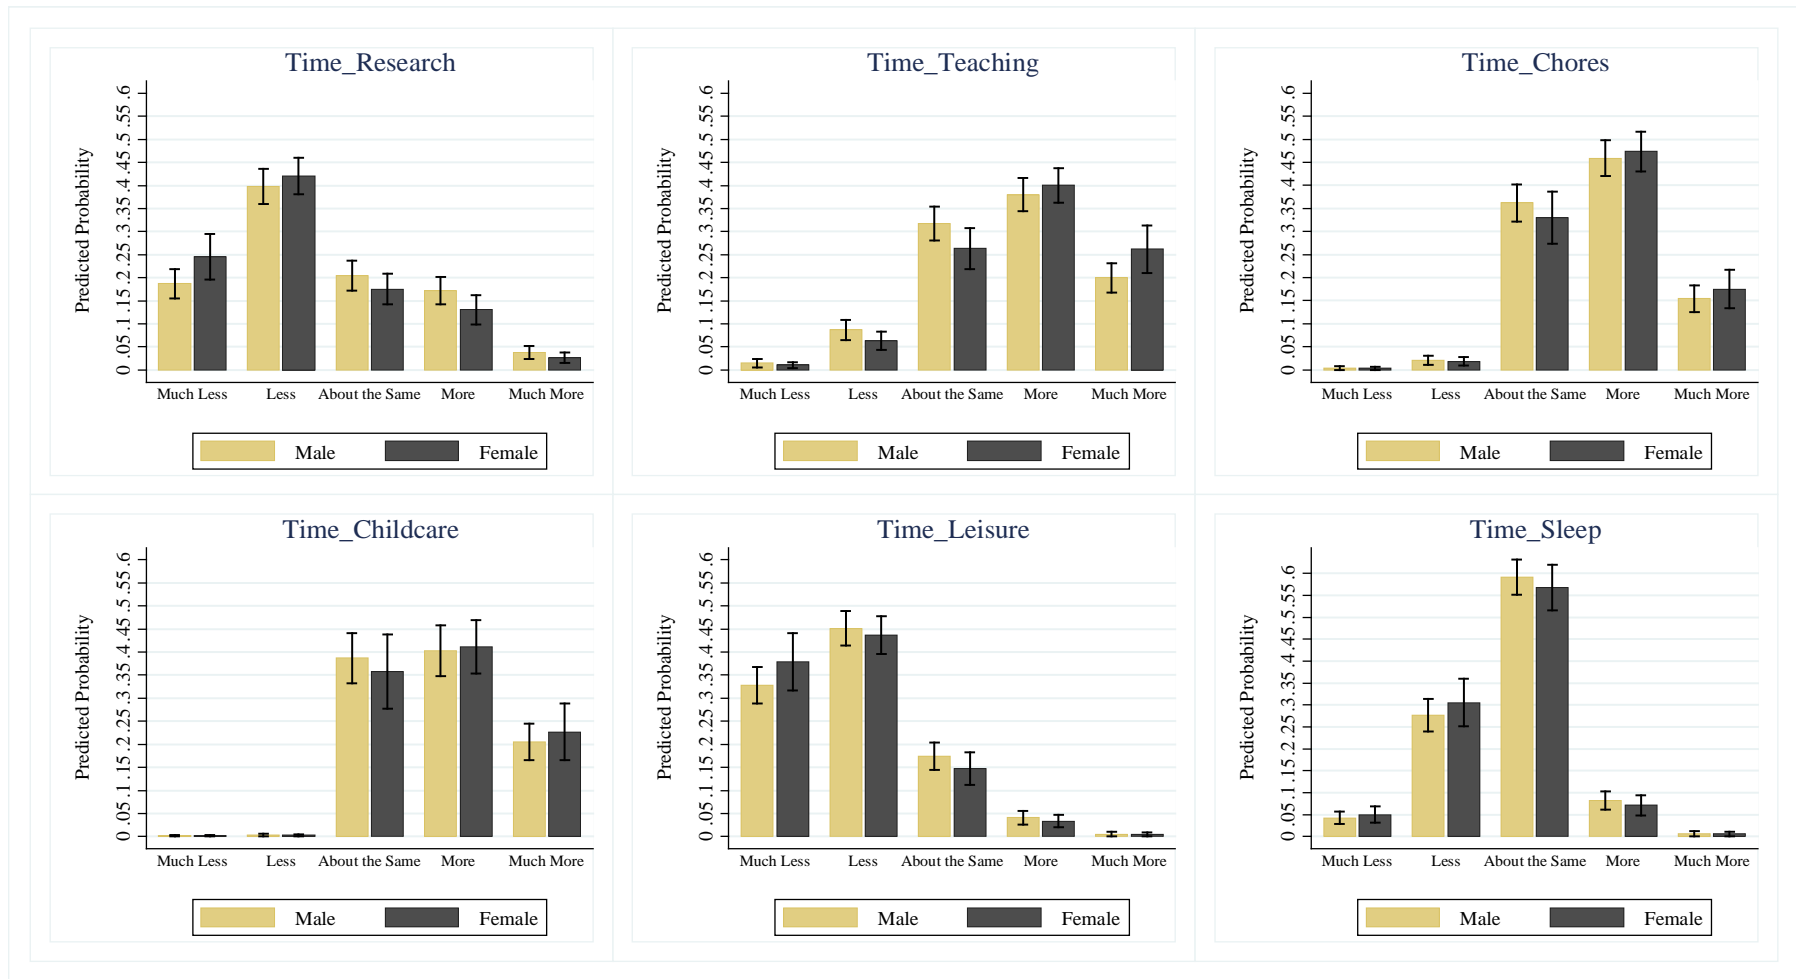 Time_Research
Predicted Probability
0 .05 .1 .15 .2 .25 .3 .35 .4 .45 .5 .55 .6
Much Less Less About the Same More Much More
Male Female
Time_Teaching
Predicted Probability
0 .05 .1 .15 .2 .25 .3 .35 .4 .45 .5 .55 .6
Much Less Less About the Same More Much More
Male Female
Time_Chores
Predicted Probability
0 .05 .1 .15 .2 .25 .3 .35 .4 .45 .5 .55 .6
Much Less Less About the Same More Much More
Male Female
Time_Childcare
Predicted Probability
0 .05 .1 .15 .2 .25 .3 .35 .4 .45 .5 .55 .6
Much Less Less About the Same More Much More
Male Female
Time_Leisure
Predicted Probability
0 .05 .1 .15 .2 .25 .3 .35 .4 .45 .5 .55 .6
Much Less Less About the Same More Much More
Male Female
Time_Sleep
Predicted Probability
0 .05 .1 .15 .2 .25 .3 .35 .4 .45 .5 .55 .6
Much Less Less About the Same More Much More
Male Female